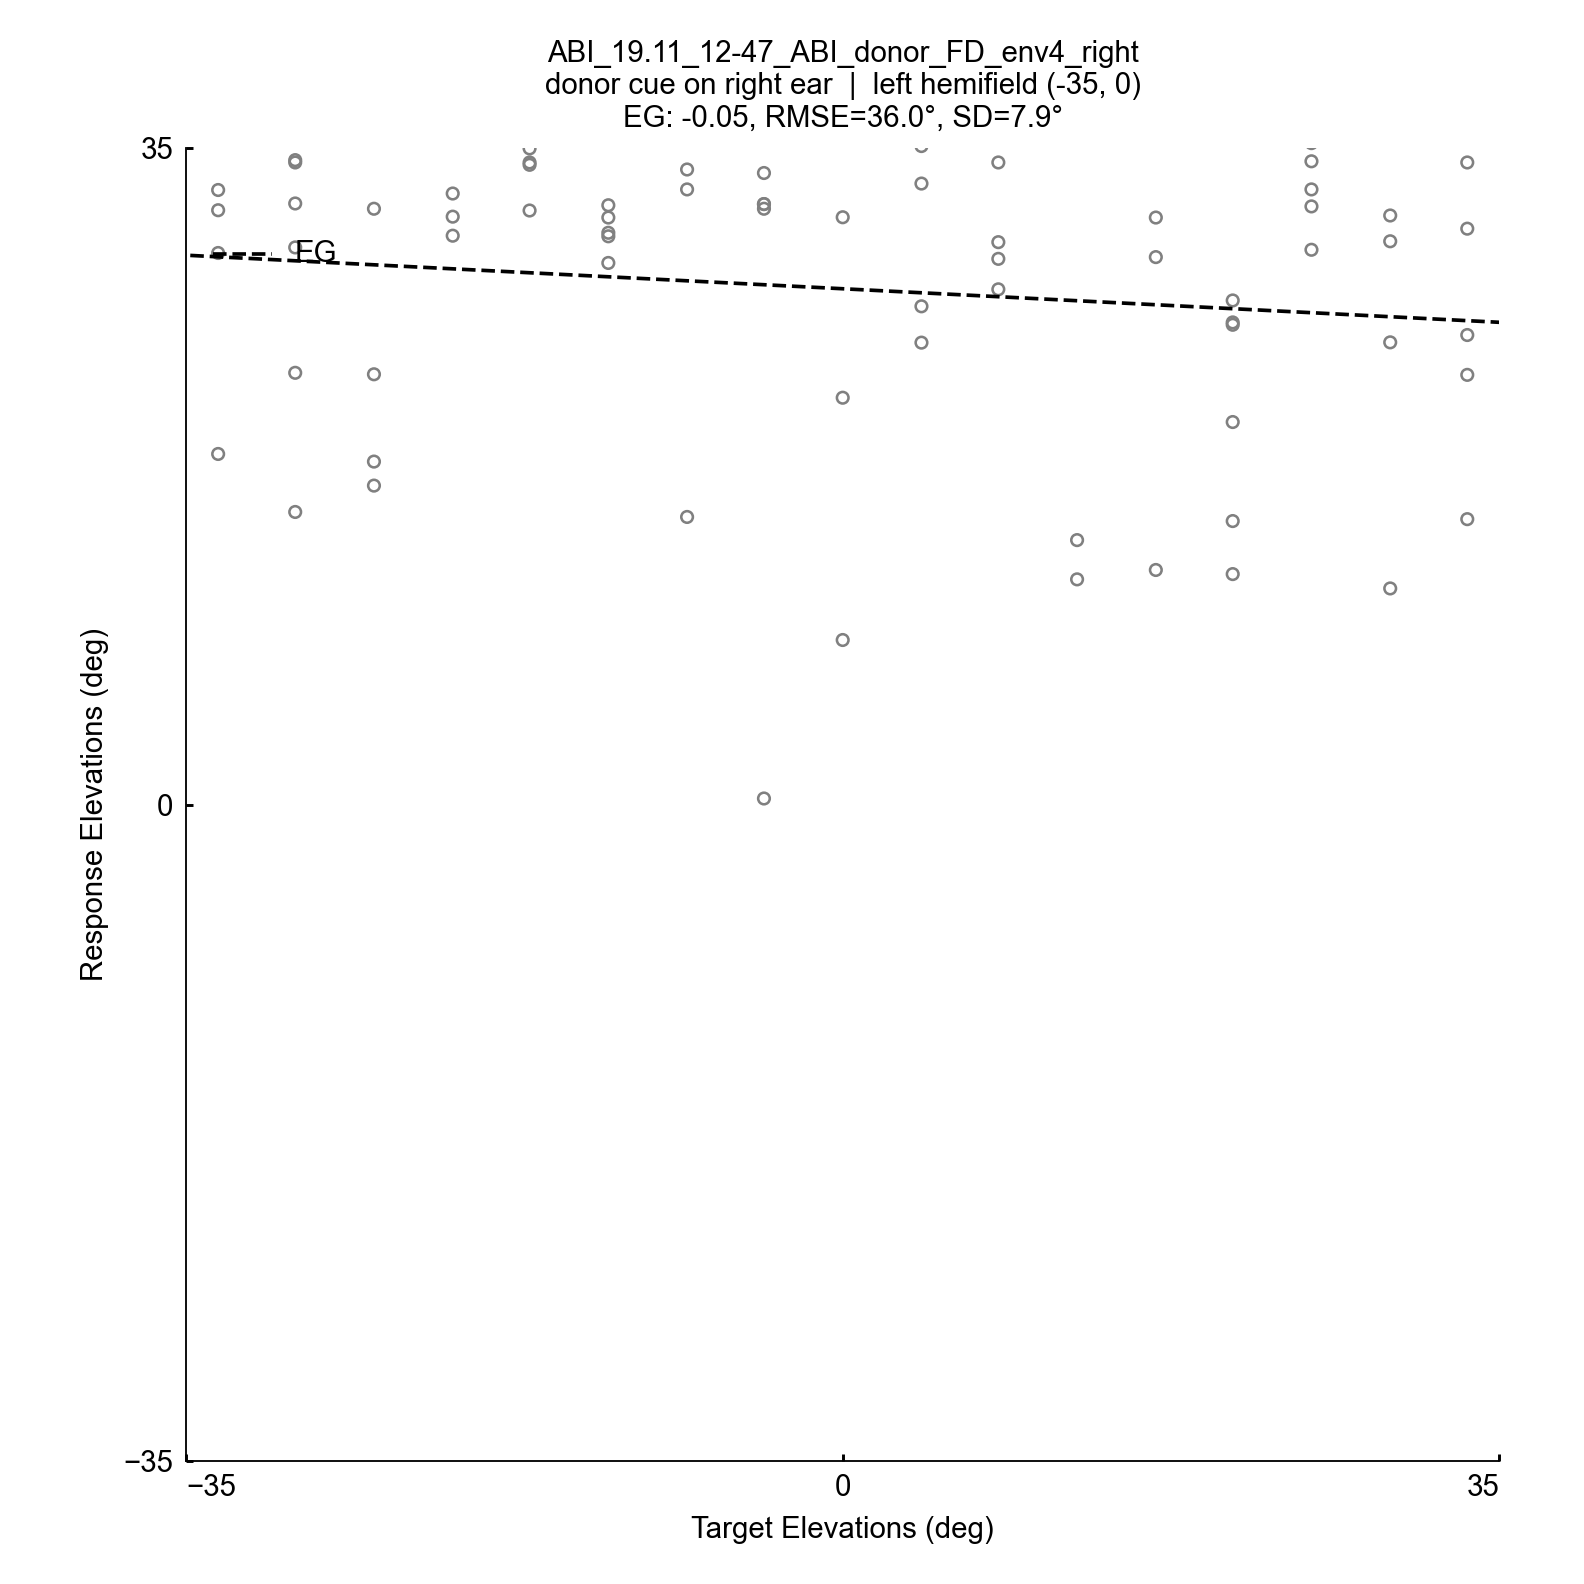 ABI_19.11_12-47_ABI_donor_FD_env4_right
donor cue on right ear | left hemifield (-35, 0)
EG: -0.05, RMSE=36.0°, SD=7.9°
35
EG
Response Elevations (deg)
0
−35
−35
0
35
Target Elevations (deg)